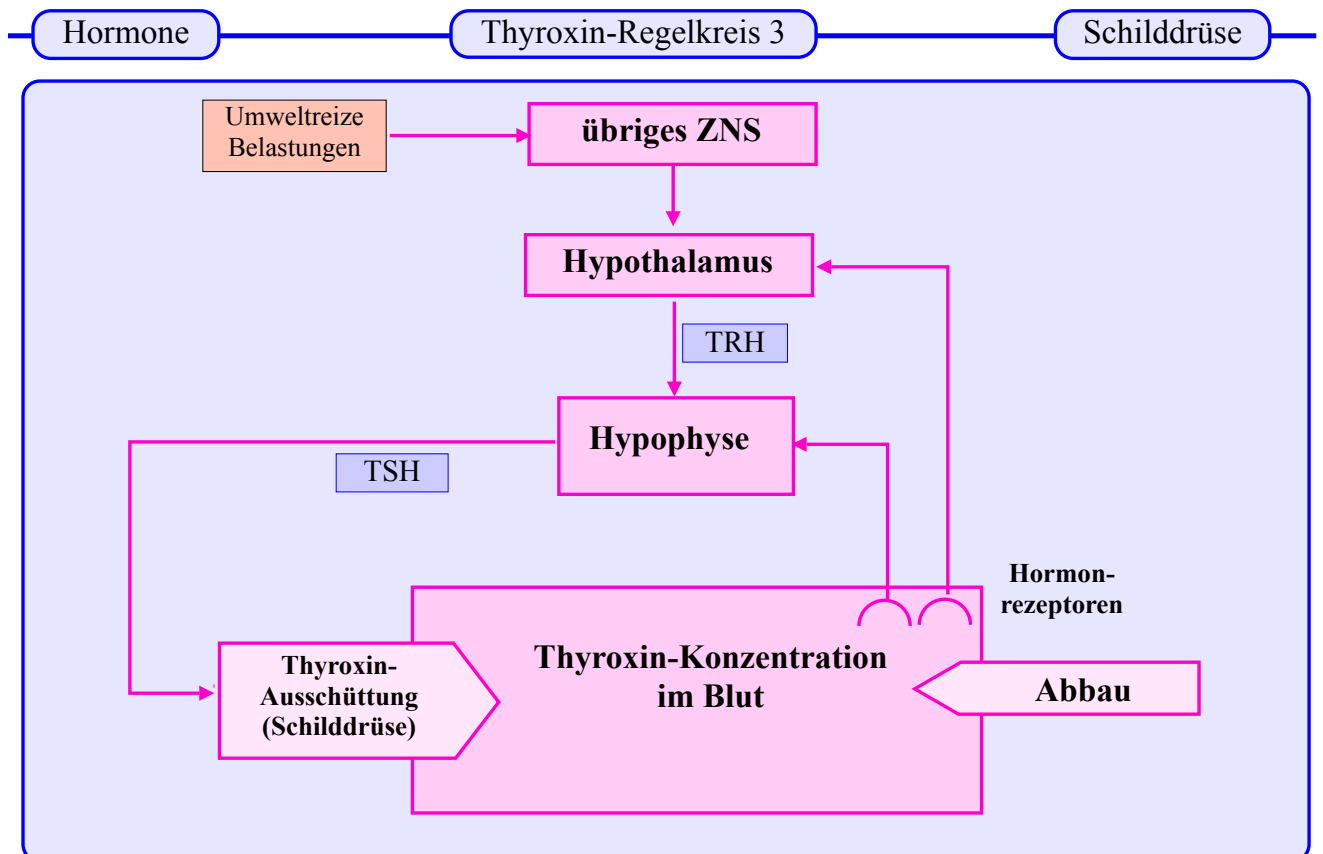 Hormone
Thyroxin-Regelkreis 3
Schilddrüse
Umweltreize
Belastungen
übriges ZNS
Hypothalamus
TRH
Hypophyse
TSH
Hormon-
rezeptoren
Thyroxin-Konzentration
im Blut
Thyroxin-
Ausschüttung
(Schilddrüse)
Abbau